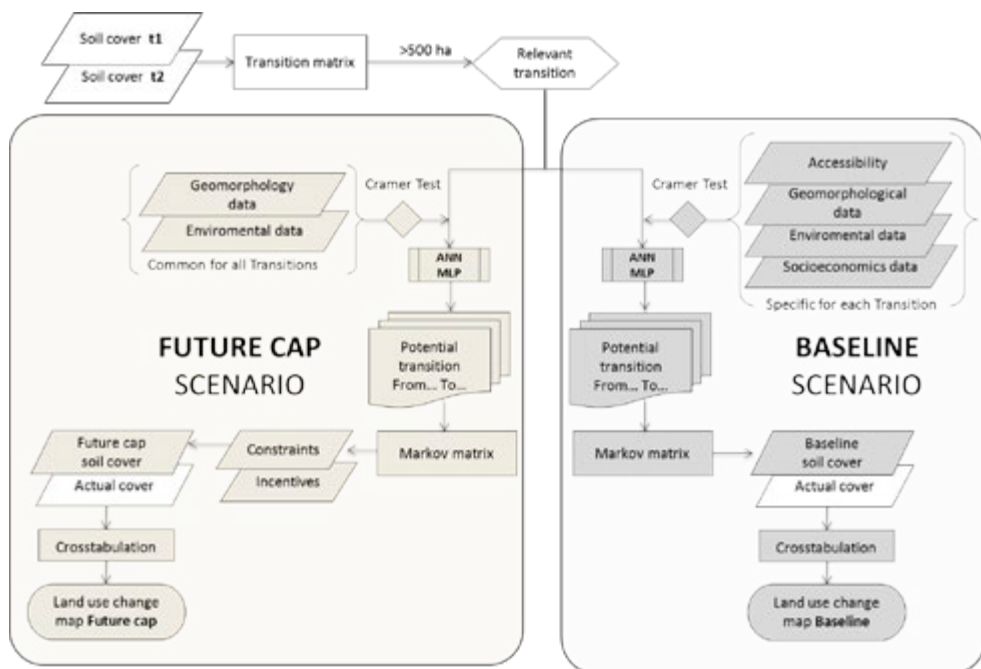 Soil cover t1
Soil cover t2
Transition matrix
>500 ha
Relevant
transition
Geomorphology
data
Enviromental data
Common for all Transitions
Cramer Test
ANN
MLP
Potential
transition
From... To...
FUTURE CAP
SCENARIO
Markov matrix
Constraints
Incentives
Future cap
soil cover
Actual cover
Crosstabulation
Land use change
map Future cap
Cramer Test
Accessibility
Geomorphological
data
Enviromental data
Socioeconomics data
Specific for each Transition
ANN
MLP
Potential
transition
From... To...
BASELINE
SCENARIO
Markov matrix
Baseline
soil cover
Actual cover
Crosstabulation
Land use change
map Baseline